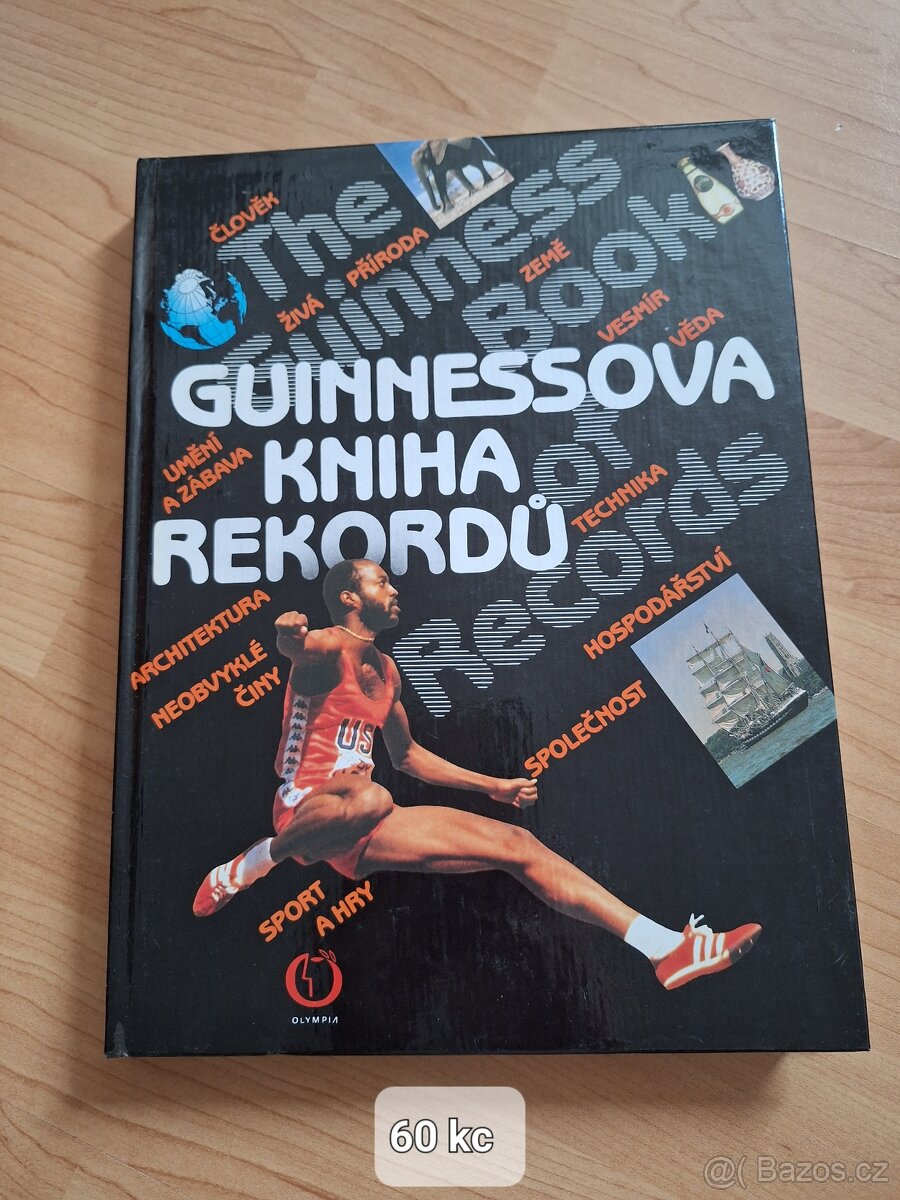 The
Guinness
Book
of
Records
ČLOVĚK
ŽIVÁ PŘÍRODA
ZEMĚ
VESMÍR
VĚDA
GUINNESSOVA
KNIHA
REKORDŮ
UMĚNÍ
A ZÁBAVA
TECHNIKA
ARCHITEKTURA
NEOBVYKLÉ
ČINY
HOSPODÁŘSTVÍ
SPOLEČNOST
US
SPORT
A HRY
OLYMPIA
60 kc
@( Bazos.cz